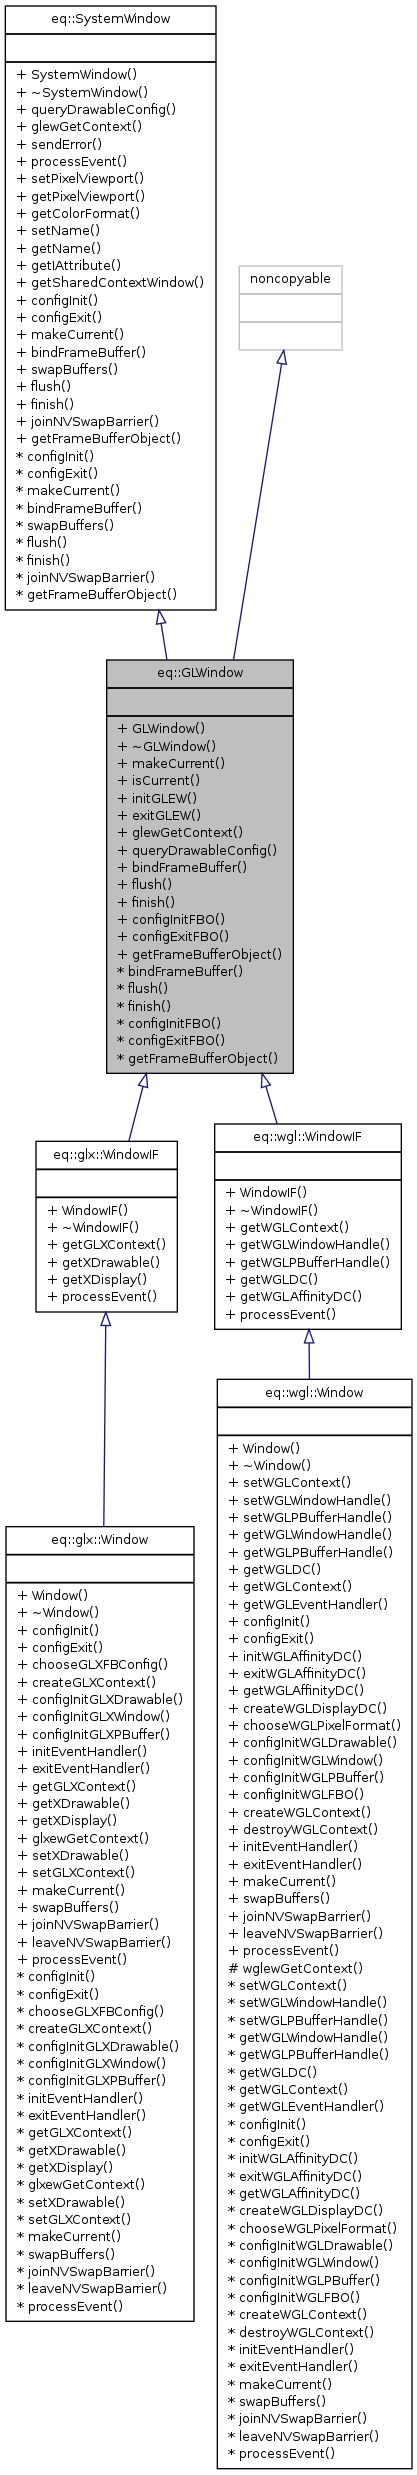 eq::SystemWindow
+ SystemWindow()
+ ~SystemWindow()
+ queryDrawableConfig()
+ glewGetContext()
+ sendError()
+ processEvent()
+ setPixelViewport()
+ getPixelViewport()
+ getColorFormat()
+ setName()
+ getName()
+ getIAttribute()
+ getSharedContextWindow()
+ configInit()
+ configExit()
+ makeCurrent()
+ bindFrameBuffer()
+ swapBuffers()
+ flush()
+ finish()
+ joinNVSwapBarrier()
+ getFrameBufferObject()
* configInit()
* configExit()
* makeCurrent()
* bindFrameBuffer()
* swapBuffers()
* flush()
* finish()
* joinNVSwapBarrier()
* getFrameBufferObject()
noncopyable
eq::GLWindow
+ GLWindow()
+ ~GLWindow()
+ makeCurrent()
+ isCurrent()
+ initGLEW()
+ exitGLEW()
+ glewGetContext()
+ queryDrawableConfig()
+ bindFrameBuffer()
+ flush()
+ finish()
+ configInitFBO()
+ configExitFBO()
+ getFrameBufferObject()
* bindFrameBuffer()
* flush()
* finish()
* configInitFBO()
* configExitFBO()
* getFrameBufferObject()
eq::glx::WindowIF
+ WindowIF()
+ ~WindowIF()
+ getGLXContext()
+ getXDrawable()
+ getXDisplay()
+ processEvent()
eq::wgl::WindowIF
+ WindowIF()
+ ~WindowIF()
+ getWGLContext()
+ getWGLWindowHandle()
+ getWGLPBufferHandle()
+ getWGLDC()
+ getWGLAffinityDC()
+ processEvent()
eq::glx::Window
+ Window()
+ ~Window()
+ configInit()
+ configExit()
+ chooseGLXFBConfig()
+ createGLXContext()
+ configInitGLXDrawable()
+ configInitGLXWindow()
+ configInitGLXPBuffer()
+ initEventHandler()
+ exitEventHandler()
+ getGLXContext()
+ getXDrawable()
+ getXDisplay()
+ glxewGetContext()
+ setXDrawable()
+ setGLXContext()
+ makeCurrent()
+ swapBuffers()
+ joinNVSwapBarrier()
+ leaveNVSwapBarrier()
+ processEvent()
* configInit()
* configExit()
* chooseGLXFBConfig()
* createGLXContext()
* configInitGLXDrawable()
* configInitGLXWindow()
* configInitGLXPBuffer()
* initEventHandler()
* exitEventHandler()
* getGLXContext()
* getXDrawable()
* getXDisplay()
* glxewGetContext()
* setXDrawable()
* setGLXContext()
* makeCurrent()
* swapBuffers()
* joinNVSwapBarrier()
* leaveNVSwapBarrier()
* processEvent()
eq::wgl::Window
+ Window()
+ ~Window()
+ setWGLContext()
+ setWGLWindowHandle()
+ setWGLPBufferHandle()
+ getWGLWindowHandle()
+ getWGLPBufferHandle()
+ getWGLDC()
+ getWGLContext()
+ getWGLEventHandler()
+ configInit()
+ configExit()
+ initWGLAffinityDC()
+ exitWGLAffinityDC()
+ getWGLAffinityDC()
+ createWGLDisplayDC()
+ chooseWGLPixelFormat()
+ configInitWGLDrawable()
+ configInitWGLWindow()
+ configInitWGLPBuffer()
+ configInitWGLFBO()
+ createWGLContext()
+ destroyWGLContext()
+ initEventHandler()
+ exitEventHandler()
+ makeCurrent()
+ swapBuffers()
+ joinNVSwapBarrier()
+ leaveNVSwapBarrier()
+ processEvent()
# wglewGetContext()
* setWGLContext()
* setWGLWindowHandle()
* setWGLPBufferHandle()
* getWGLWindowHandle()
* getWGLPBufferHandle()
* getWGLDC()
* getWGLContext()
* getWGLEventHandler()
* configInit()
* configExit()
* initWGLAffinityDC()
* exitWGLAffinityDC()
* getWGLAffinityDC()
* createWGLDisplayDC()
* chooseWGLPixelFormat()
* configInitWGLDrawable()
* configInitWGLWindow()
* configInitWGLPBuffer()
* configInitWGLFBO()
* createWGLContext()
* destroyWGLContext()
* initEventHandler()
* exitEventHandler()
* makeCurrent()
* swapBuffers()
* joinNVSwapBarrier()
* leaveNVSwapBarrier()
* processEvent()